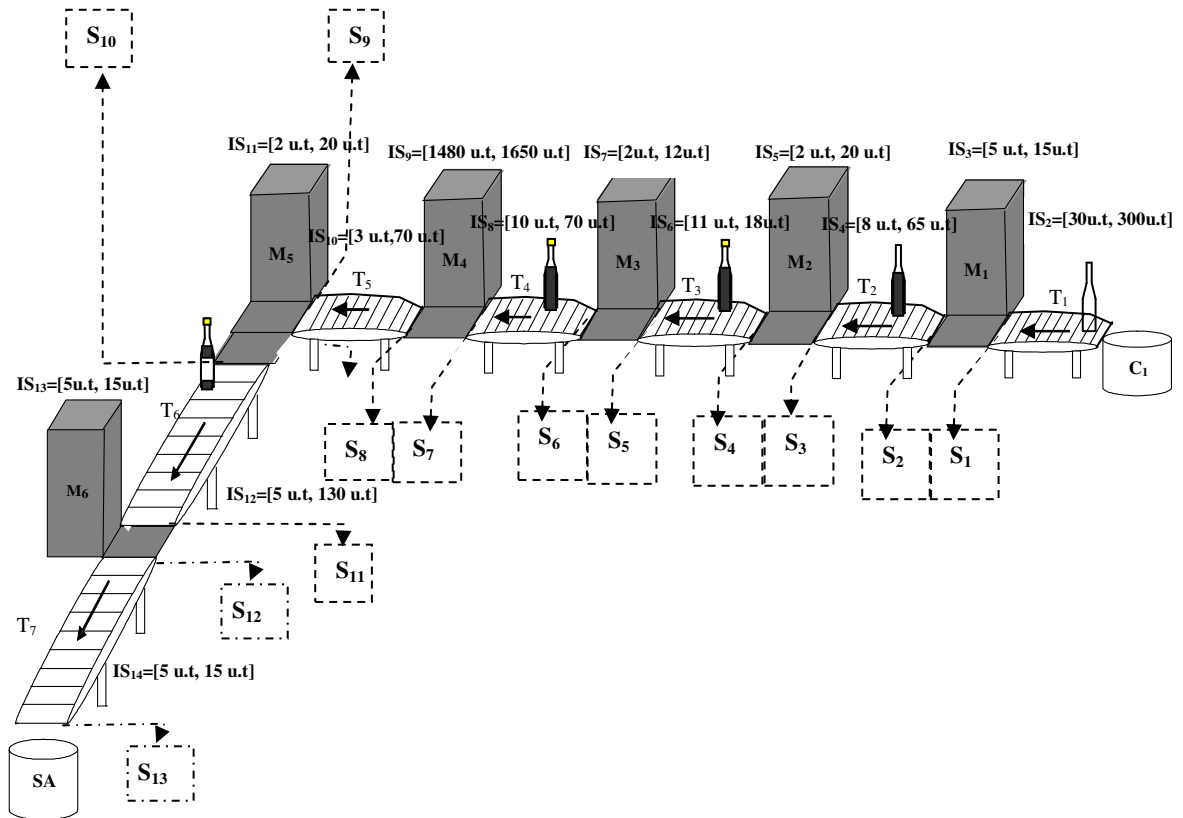 S10
S9
IS11=[2 u.t, 20 u.t]
IS9=[1480 u.t, 1650 u.t]
IS7=[2u.t, 12u.t]
IS5=[2 u.t, 20 u.t]
IS3=[5 u.t, 15u.t]
IS10=[3 u.t,70 u.t]
IS8=[10 u.t, 70 u.t]
IS6=[11 u.t, 18u.t]
IS4=[8 u.t, 65 u.t]
IS2=[30u.t, 300u.t]
M5
M4
M3
M2
M1
T5
T4
T3
T2
T1
C1
IS13=[5u.t, 15u.t]
T6
S8
S7
S6
S5
S4
S3
S2
S1
M6
IS12=[5 u.t, 130 u.t]
S11
S12
T7
IS14=[5 u.t, 15 u.t]
S13
SA